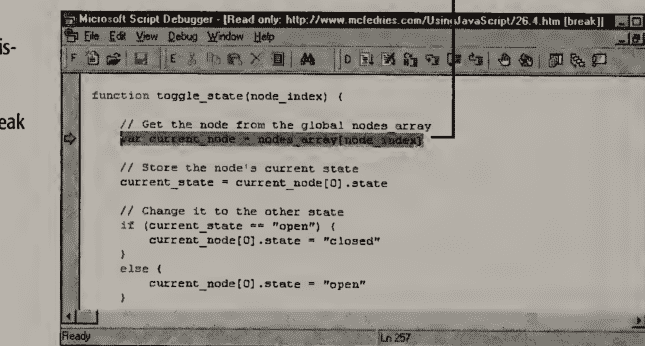 is-
eak
Microsoft Script Debugger - [Read only: http://www.mcfedries.com/UsingJavaScript/26.4.htm [break]]
File Edit View Debug Window Help
function toggle_state(node_index) {
// Get the node from the global nodes array
var current_node = nodes_array[node_index]
// Store the node's current state
current_state = current_node[0].state
// Change it to the other state
if (current_state == "open") {
current_node[0].state = "closed"
}
else {
current_node[0].state = "open"
}
Ready
Ln 257